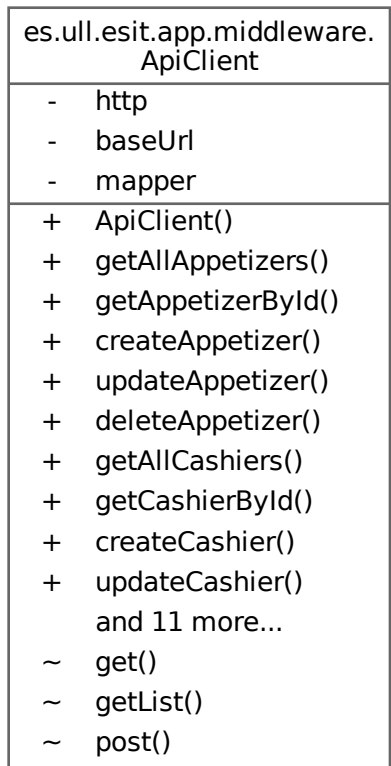 es.ull.esit.app.middleware.
ApiClient
- http
- baseUrl
- mapper
+ ApiClient()
+ getAllAppetizers()
+ getAppetizerById()
+ createAppetizer()
+ updateAppetizer()
+ deleteAppetizer()
+ getAllCashiers()
+ getCashierById()
+ createCashier()
+ updateCashier()
and 11 more...
~ get()
~ getList()
~ post()